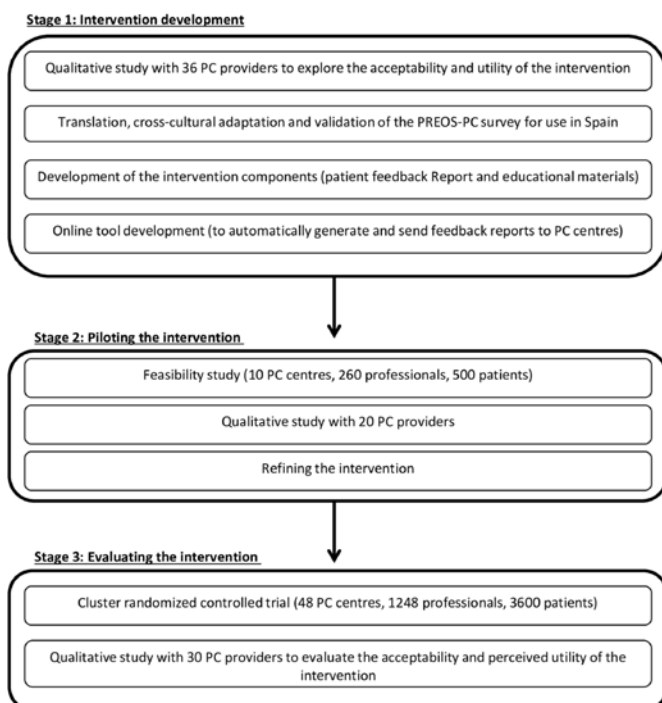 Stage 1: Intervention development
Qualitative study with 36 PC providers to explore the acceptability and utility of the intervention
Translation, cross-cultural adaptation and validation of the PREOS-PC survey for use in Spain
Development of the intervention components (patient feedback Report and educational materials)
Online tool development (to automatically generate and send feedback reports to PC centres)
Stage 2: Piloting the intervention
Feasibility study (10 PC centres, 260 professionals, 500 patients)
Qualitative study with 20 PC providers
Refining the intervention
Stage 3: Evaluating the intervention
Cluster randomized controlled trial (48 PC centres, 1248 professionals, 3600 patients)
Qualitative study with 30 PC providers to evaluate the acceptability and perceived utility of the
intervention